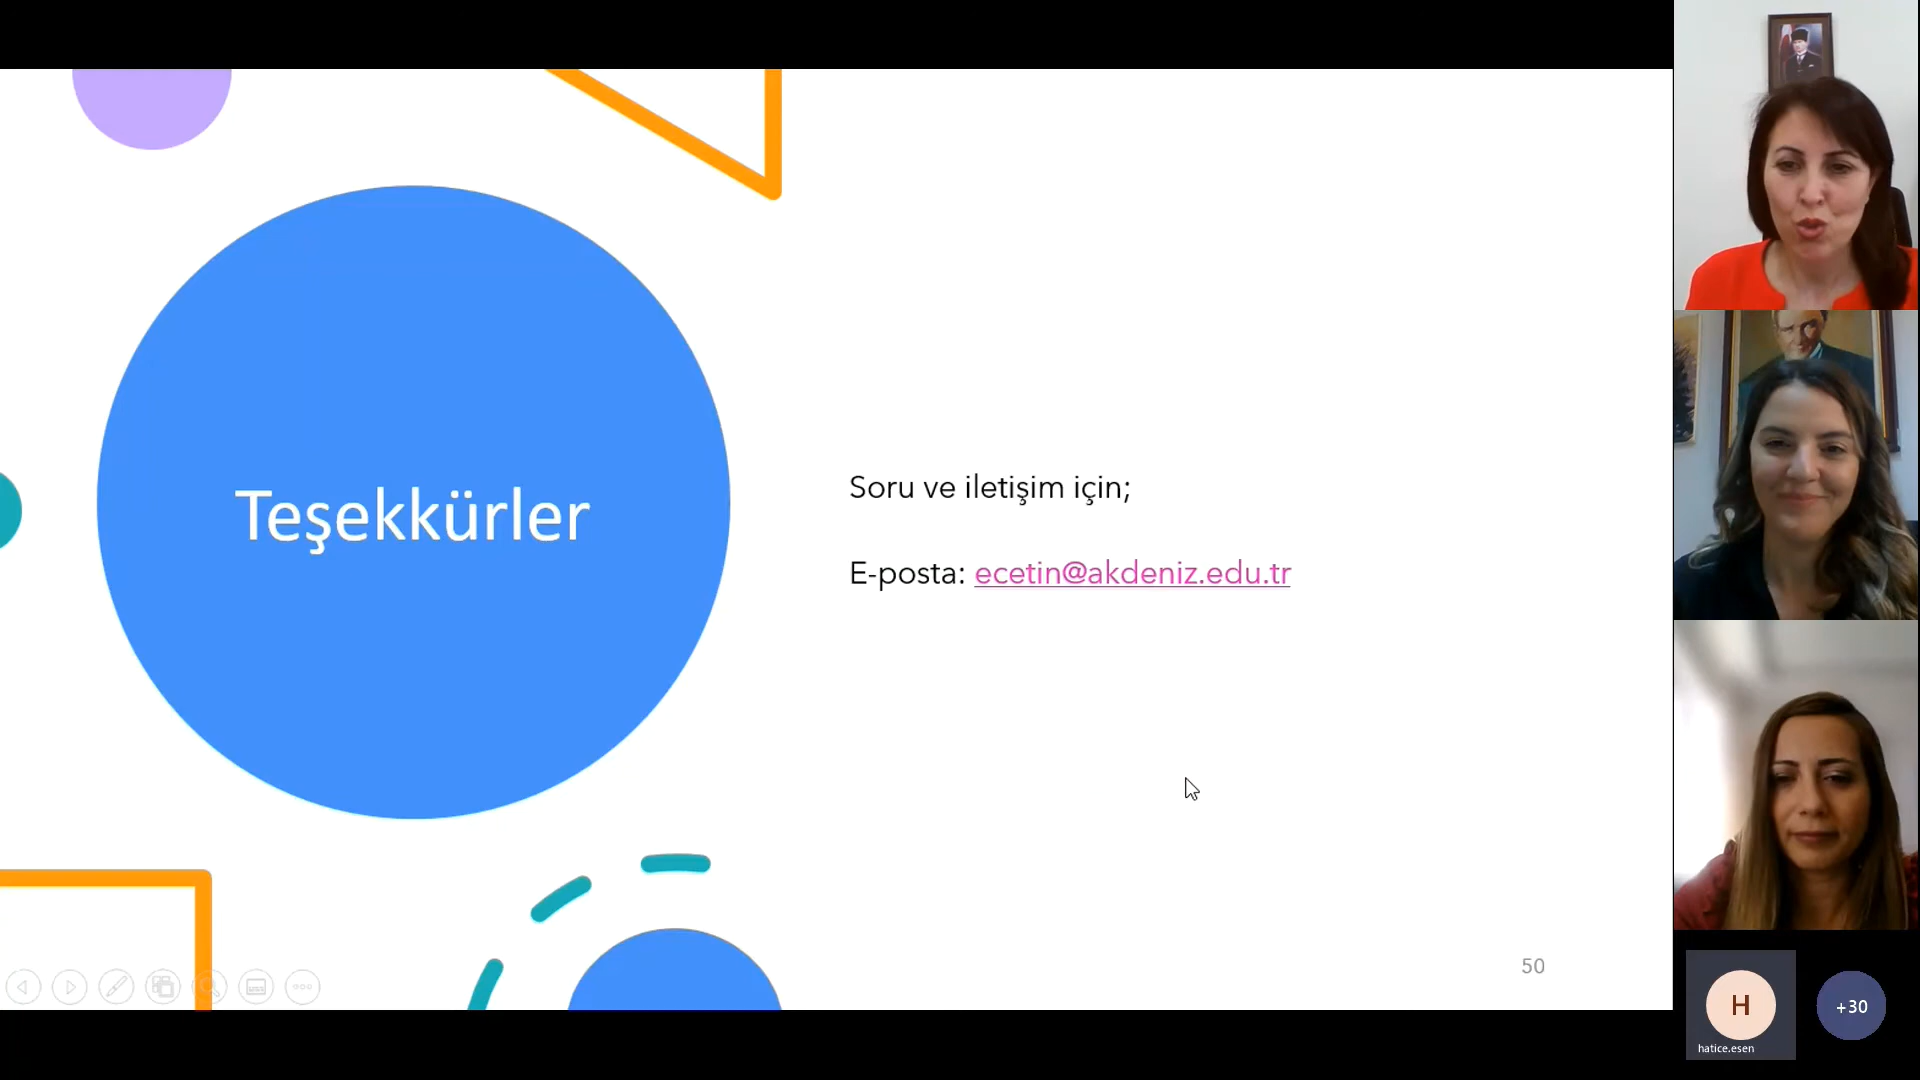 Teşekkürler
Soru ve iletişim için;
E-posta: ecetin@akdeniz.edu.tr
50
H
+30
hatice.esen